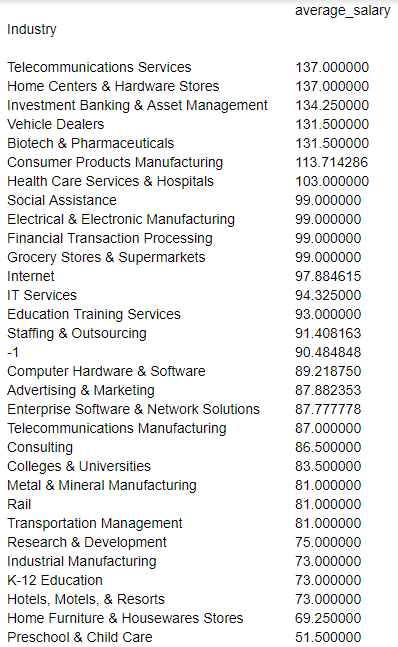 average_salary
Industry
Telecommunications Services 137.000000
Home Centers & Hardware Stores 137.000000
Investment Banking & Asset Management 134.250000
Vehicle Dealers 131.500000
Biotech & Pharmaceuticals 131.500000
Consumer Products Manufacturing 113.714286
Health Care Services & Hospitals 103.000000
Social Assistance 99.000000
Electrical & Electronic Manufacturing 99.000000
Financial Transaction Processing 99.000000
Grocery Stores & Supermarkets 99.000000
Internet 97.884615
IT Services 94.325000
Education Training Services 93.000000
Staffing & Outsourcing 91.408163
-1 90.484848
Computer Hardware & Software 89.218750
Advertising & Marketing 87.882353
Enterprise Software & Network Solutions 87.777778
Telecommunications Manufacturing 87.000000
Consulting 86.500000
Colleges & Universities 83.500000
Metal & Mineral Manufacturing 81.000000
Rail 81.000000
Transportation Management 81.000000
Research & Development 75.000000
Industrial Manufacturing 73.000000
K-12 Education 73.000000
Hotels, Motels, & Resorts 73.000000
Home Furniture & Housewares Stores 69.250000
Preschool & Child Care 51.500000